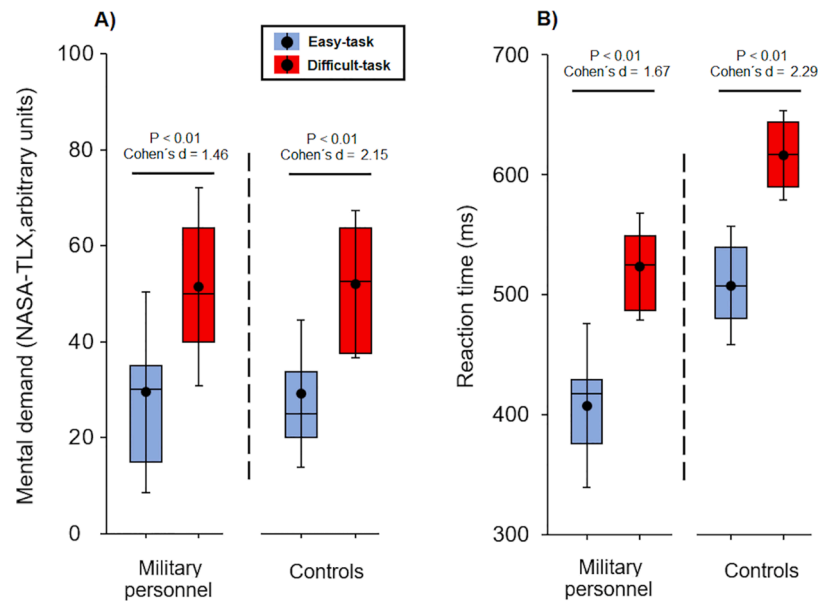 A)
Easy-task
Difficult-task
Mental demand (NASA-TLX,arbitrary units)
100
80
60
40
20
0
P < 0.01
Cohen´s d = 1.46
P < 0.01
Cohen´s d = 2.15
Military
personnel
Controls
B)
Reaction time (ms)
700
600
500
400
300
P < 0.01
Cohen´s d = 1.67
P < 0.01
Cohen´s d = 2.29
Military
personnel
Controls